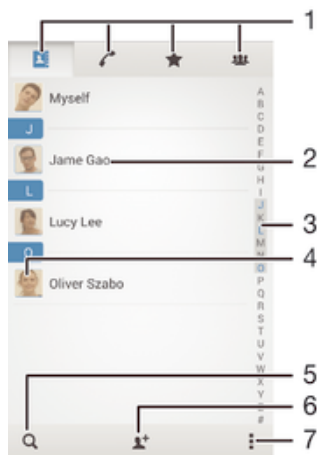 1
Myself
J
Jame Gao
2
L
Lucy Lee
3
O
4
Oliver Szabo
A
B
C
D
E
F
G
H
I
J
K
L
M
N
O
P
Q
R
S
T
U
V
W
X
Y
Z
#
5
6
7